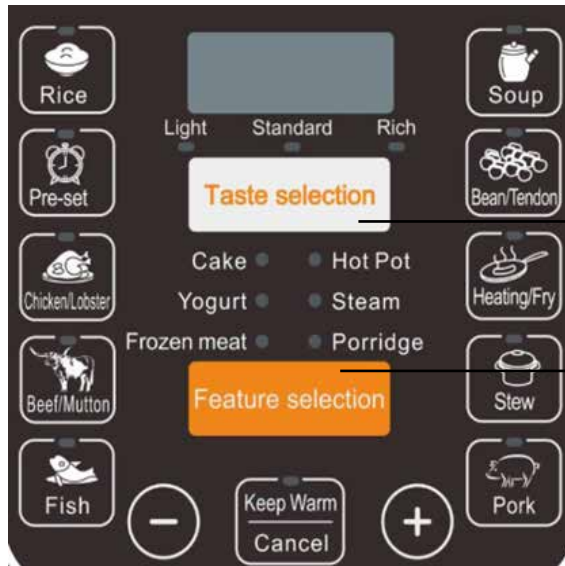 Rice
Soup
Light Standard Rich
Pre-set
Taste selection
Bean/Tendon
Cake Hot Pot
Chicken/Lobster
Yogurt Steam
Heating/Fry
Frozen meat Porridge
Beef/Mutton
Feature selection
Stew
Fish
Keep Warm
Cancel
Pork
−
+